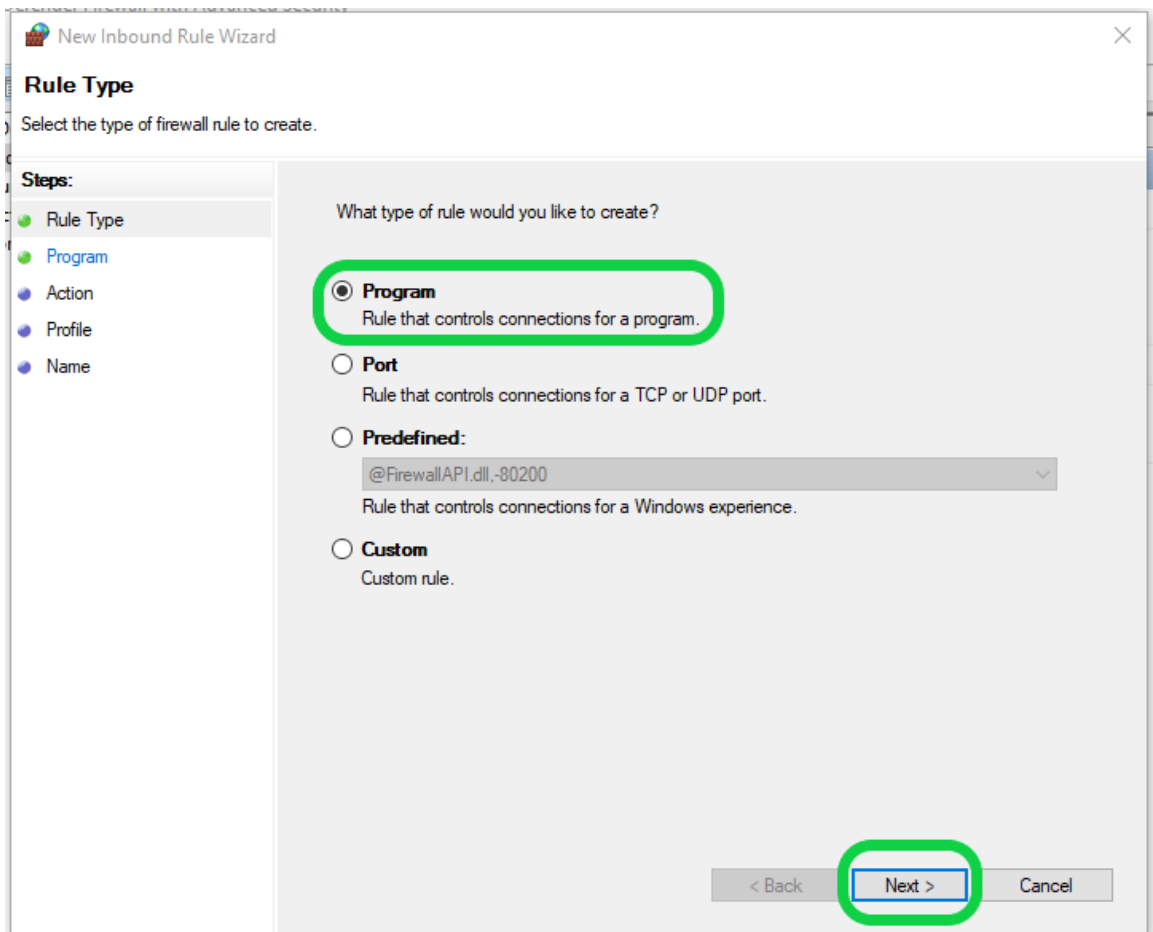 New Inbound Rule Wizard
Rule Type
Select the type of firewall rule to create.
Steps:
Rule Type
Program
Action
Profile
Name
What type of rule would you like to create?
Program
Rule that controls connections for a program.
Port
Rule that controls connections for a TCP or UDP port.
Predefined:
@FirewallAPI.dll,-80200
Rule that controls connections for a Windows experience.
Custom
Custom rule.
< Back
Next >
Cancel